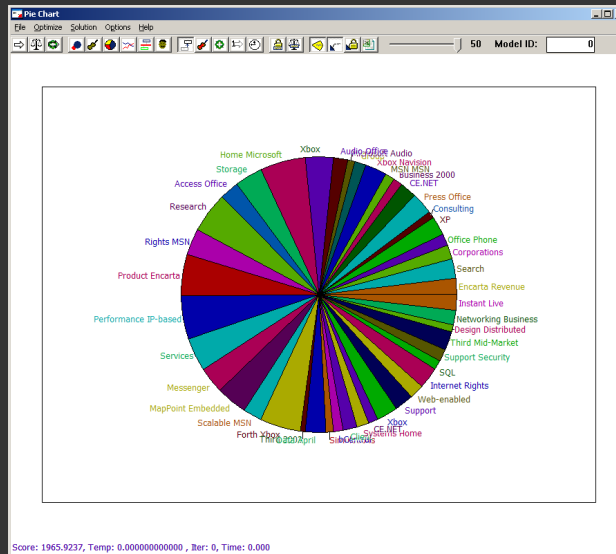 Pie Chart
File Optimize Solution Options Help
50 Model ID: 0
Xbox
Audio Office
Home Microsoft
Xbox Navision
MSN MSN
Storage
Business 2000
CE.NET
Access Office
Press Office
Consulting
Research
XP
Rights MSN
Office Phone
Corporations
Product Encarta
Search
Encarta Revenue
Instant Live
Performance IP-based
Networking Business
Design Distributed
Third Mid-Market
Services
Support Security
SQL
Messenger
Internet Rights
Web-enabled
MapPoint Embedded
Support
Scalable MSN
Xbox
CE.NET
Forth Xbox
Systems Home
Third 2007
Score: 1965.9237, Temp: 0.000000000000 , Iter: 0, Time: 0.000